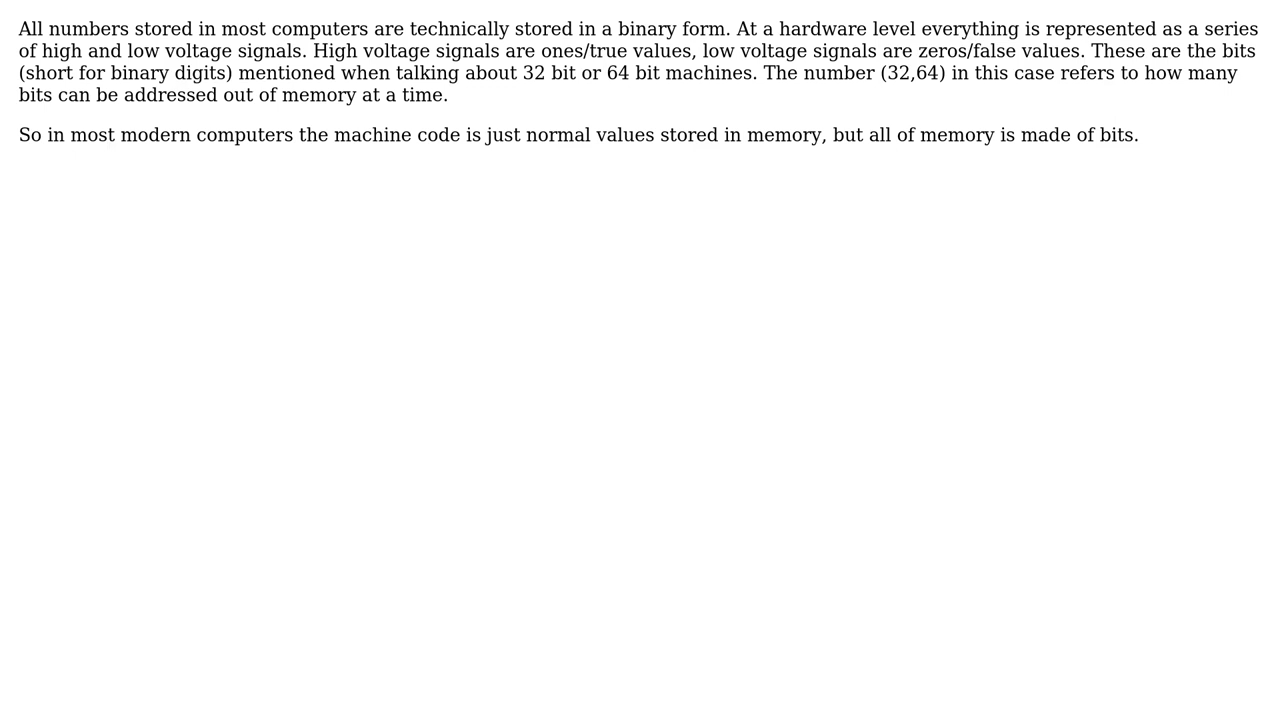 All numbers stored in most computers are technically stored in a binary form. At a hardware level everything is represented as a series
of high and low voltage signals. High voltage signals are ones/true values, low voltage signals are zeros/false values. These are the bits
(short for binary digits) mentioned when talking about 32 bit or 64 bit machines. The number (32,64) in this case refers to how many
bits can be addressed out of memory at a time.
So in most modern computers the machine code is just normal values stored in memory, but all of memory is made of bits.